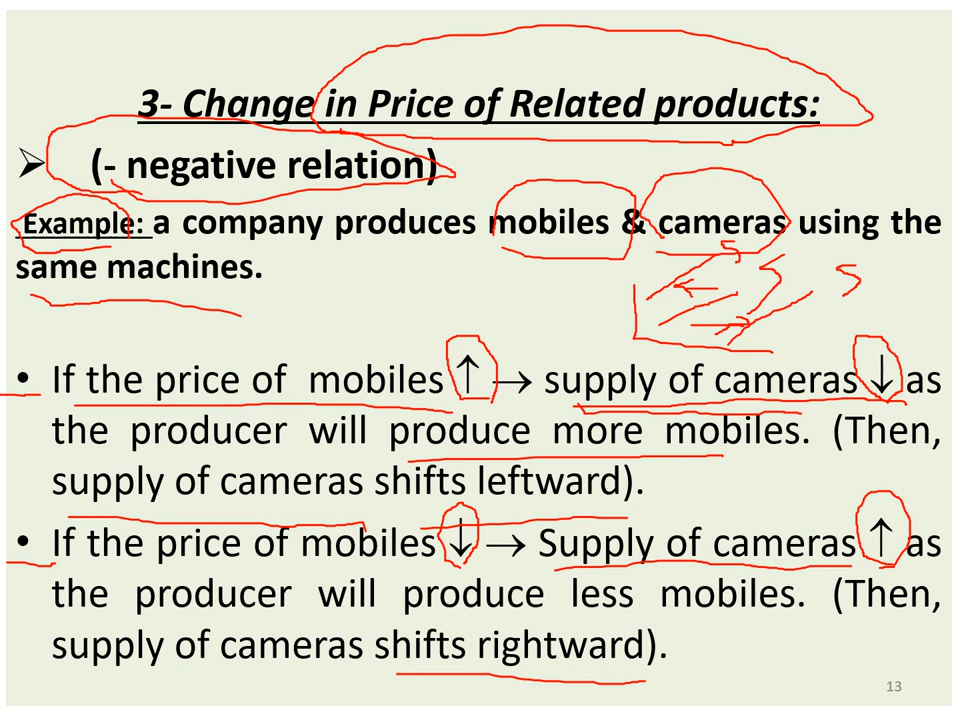 3- Change in Price of Related products:
➢ (- negative relation)
Example: a company produces mobiles & cameras using the
same machines.
• If the price of mobiles ↑ → supply of cameras ↓ as
the producer will produce more mobiles. (Then,
supply of cameras shifts leftward).
• If the price of mobiles ↓ → Supply of cameras ↑ as
the producer will produce less mobiles. (Then,
supply of cameras shifts rightward).
13